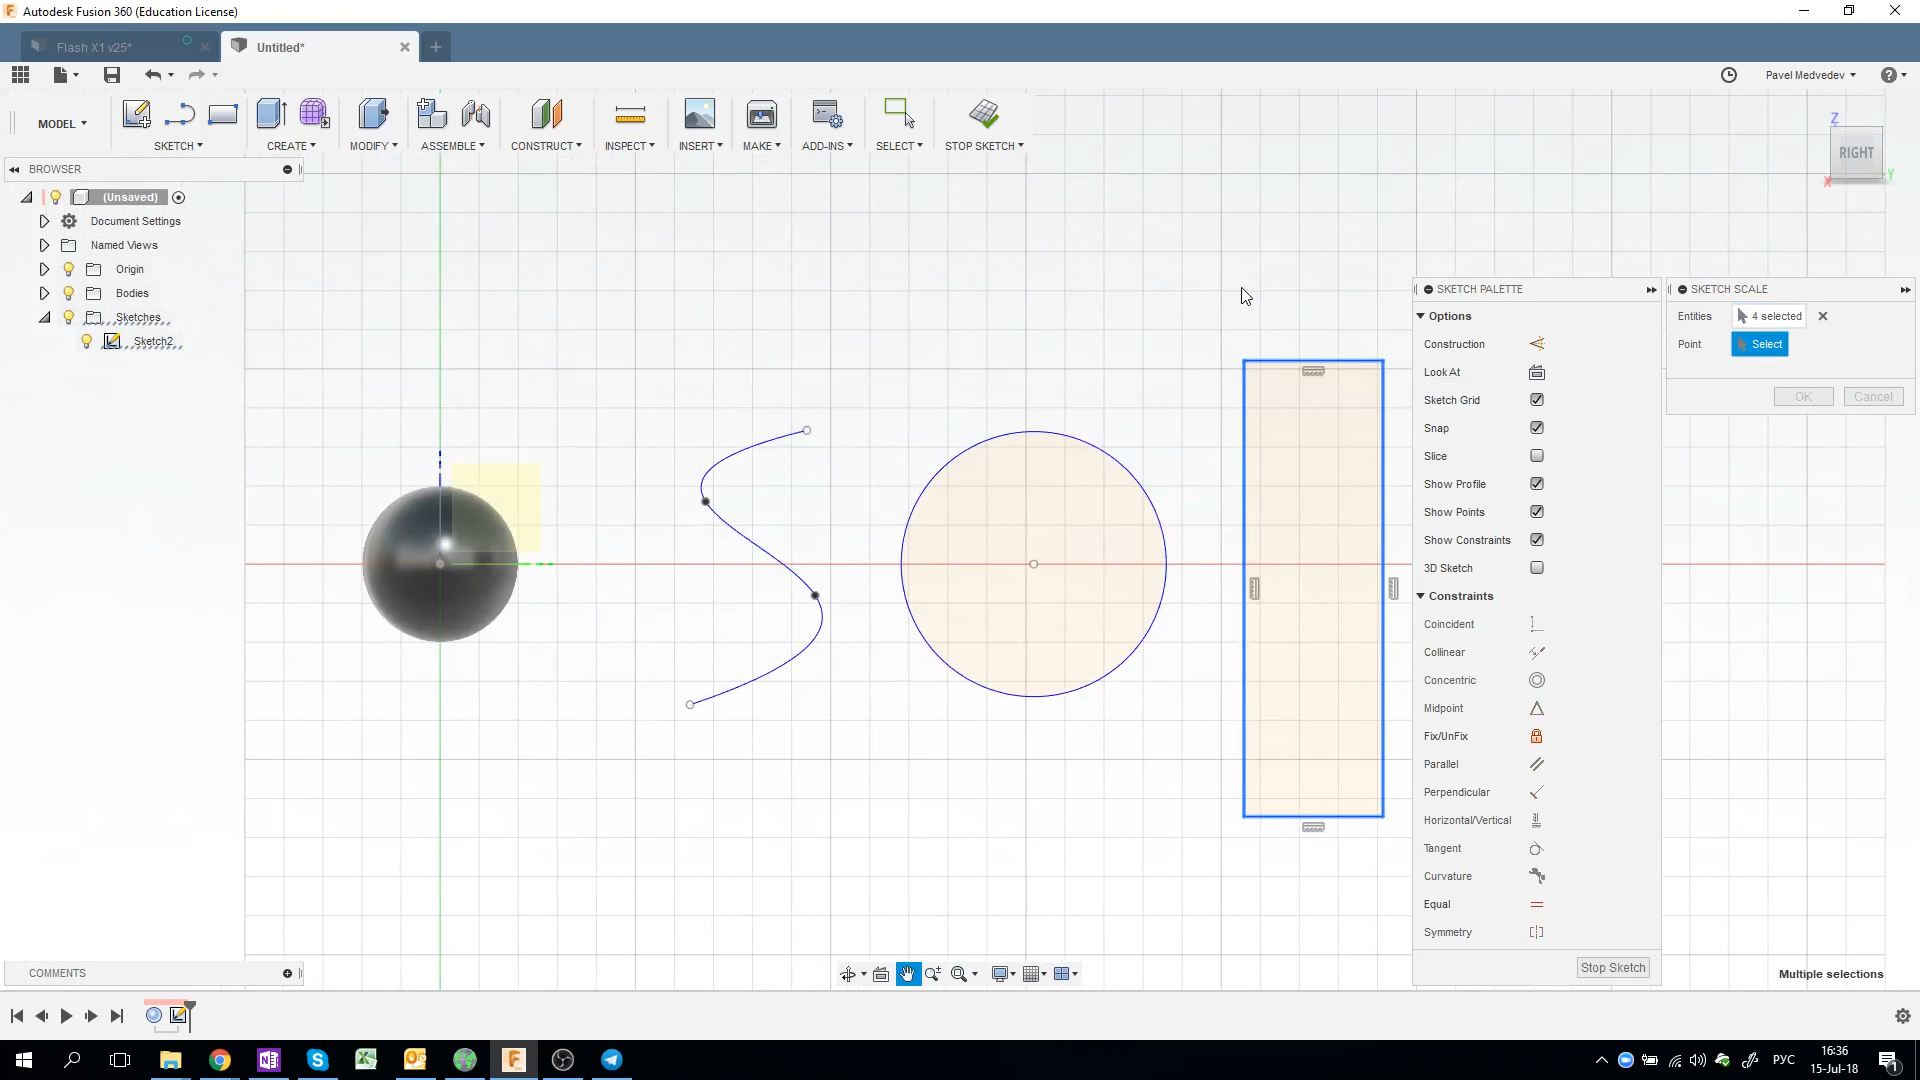 Autodesk Fusion 360 (Education License)
Flash X1 v25*
Untitled*
Pavel Medvedev
MODEL
SKETCH
CREATE
MODIFY
ASSEMBLE
CONSTRUCT
INSPECT
INSERT
MAKE
ADD-INS
SELECT
STOP SKETCH
BROWSER
(Unsaved)
Document Settings
Named Views
Origin
Bodies
Sketches
Sketch2
Z
RIGHT
X
Y
SKETCH PALETTE
Options
Construction
Look At
Sketch Grid
Snap
Slice
Show Profile
Show Points
Show Constraints
3D Sketch
Constraints
Coincident
Collinear
Concentric
Midpoint
Fix/UnFix
Parallel
Perpendicular
Horizontal/Vertical
Tangent
Curvature
Equal
Symmetry
Stop Sketch
SKETCH SCALE
Entities 4 selected
Point Select
OK Cancel
COMMENTS
Multiple selections
РУС
16:36
15-Jul-18
1